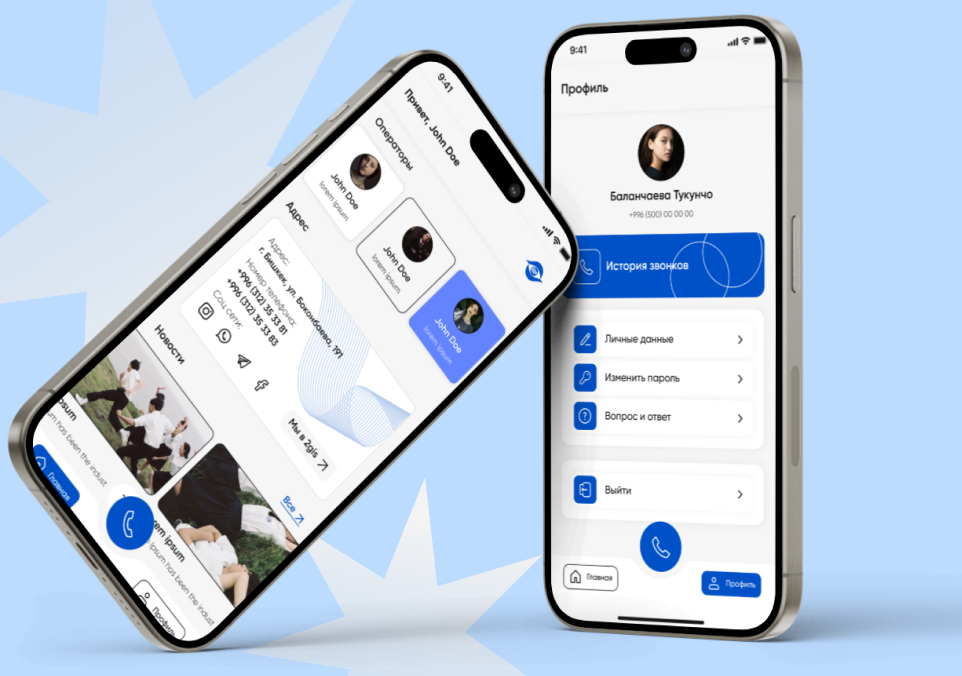 9:41
Привет, John Doe
Операторы
John Doe
lorem ipsum
John Doe
lorem ipsum
John Doe
lorem ipsum
Адрес
Адрес:
г. Бишкек, ул. Боконбаева, 191
Номер телефона:
+996 (312) 35 33 81
+996 (312) 35 33 83
Соц сети:
Мы в 2gis
Новости
Все
psum
um has been the indust
rem ipsum
ipsum has been the indust
Главная
Профиль
9:41
Профиль
Баланчаева Тукунчо
+996 (500) 00 00 00
История звонков
Личные данные
Изменить пароль
Вопрос и ответ
Выйти
Главная
Профиль